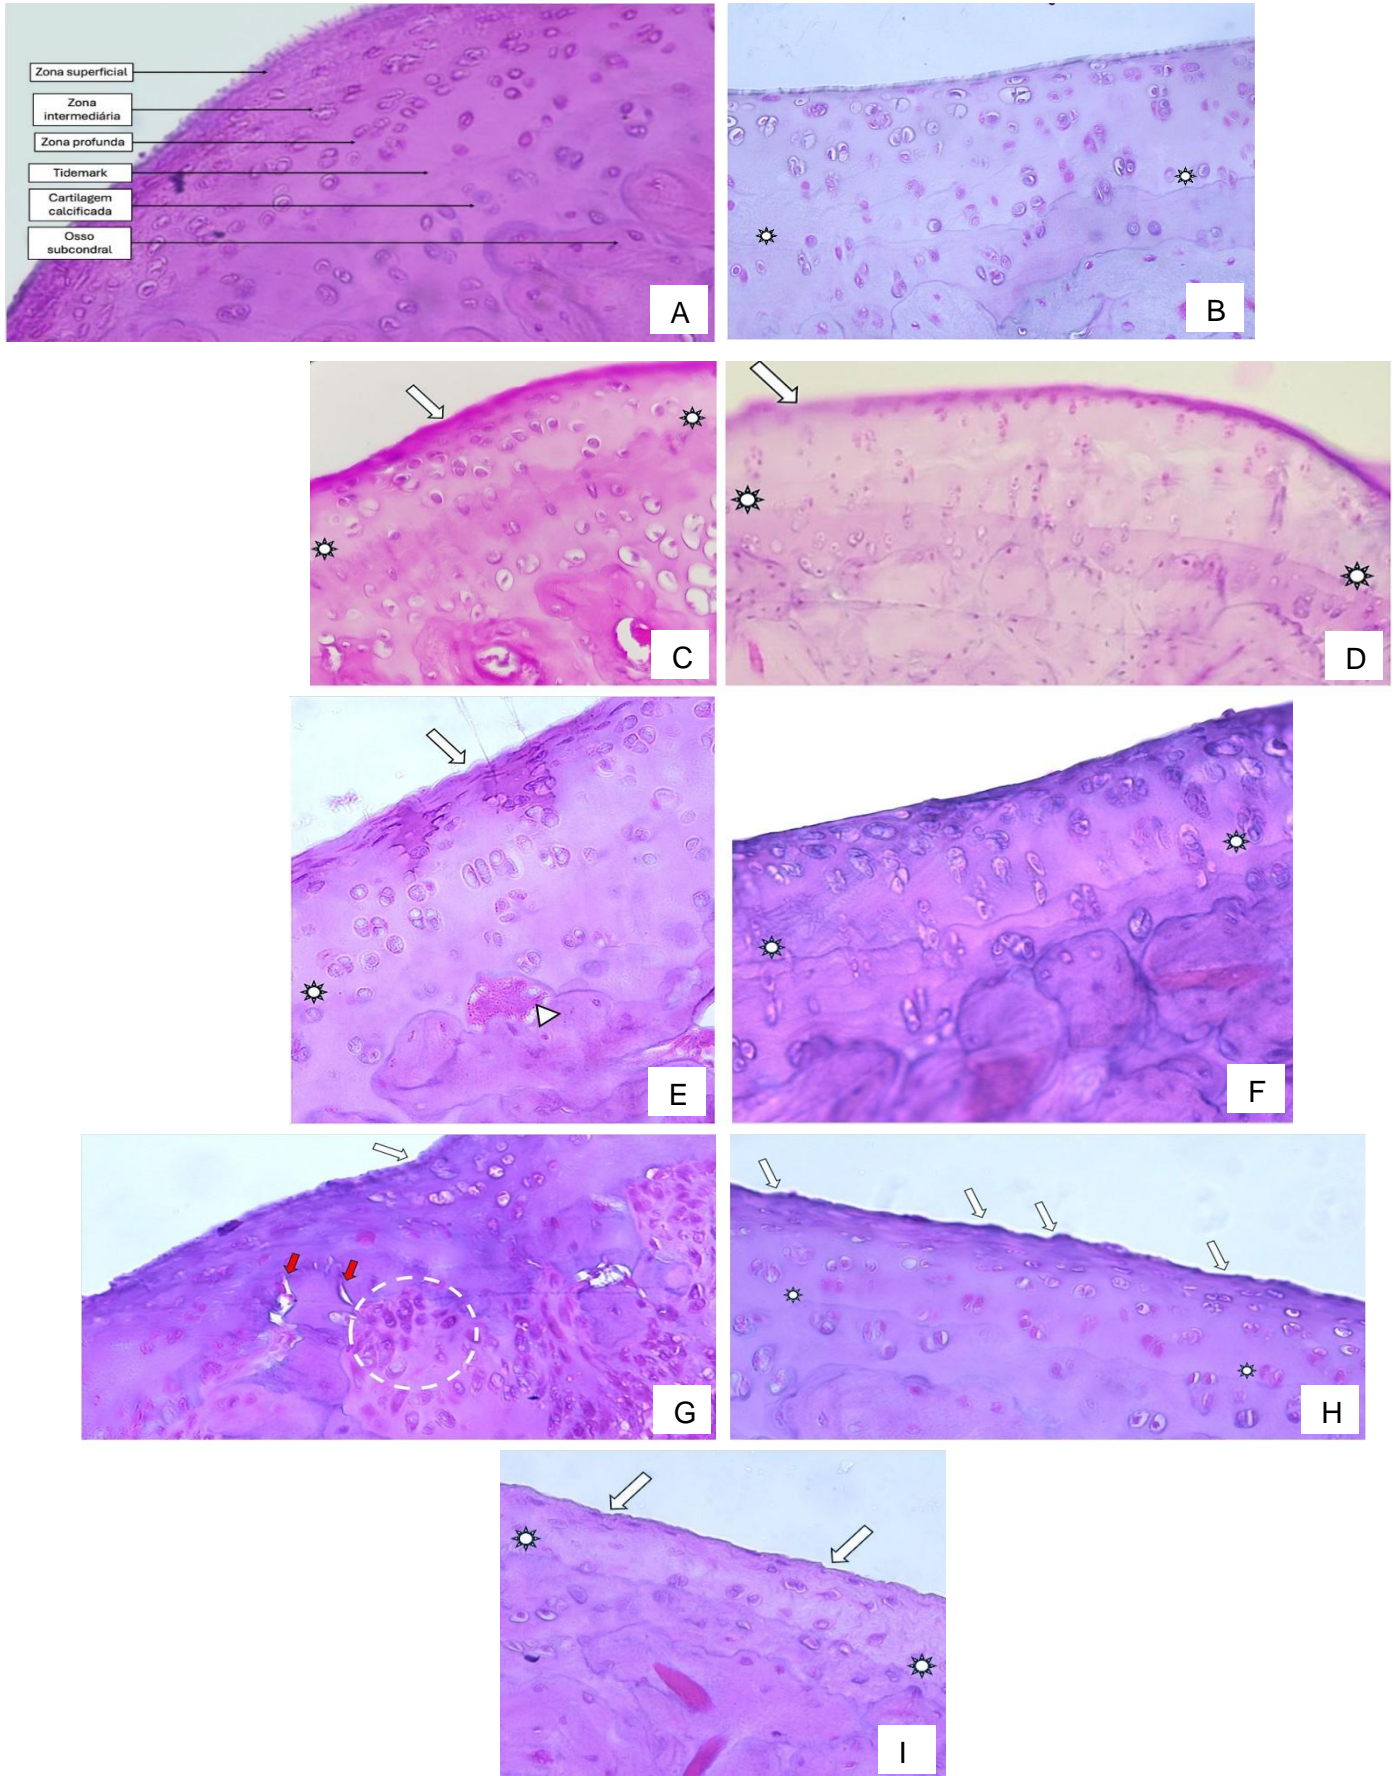 Zona superficial
Zona
intermediária
Zona profunda
Tidemark
Cartilagem
calcificada
Osso
subcondral
A
B
C
D
E
F
G
H
I